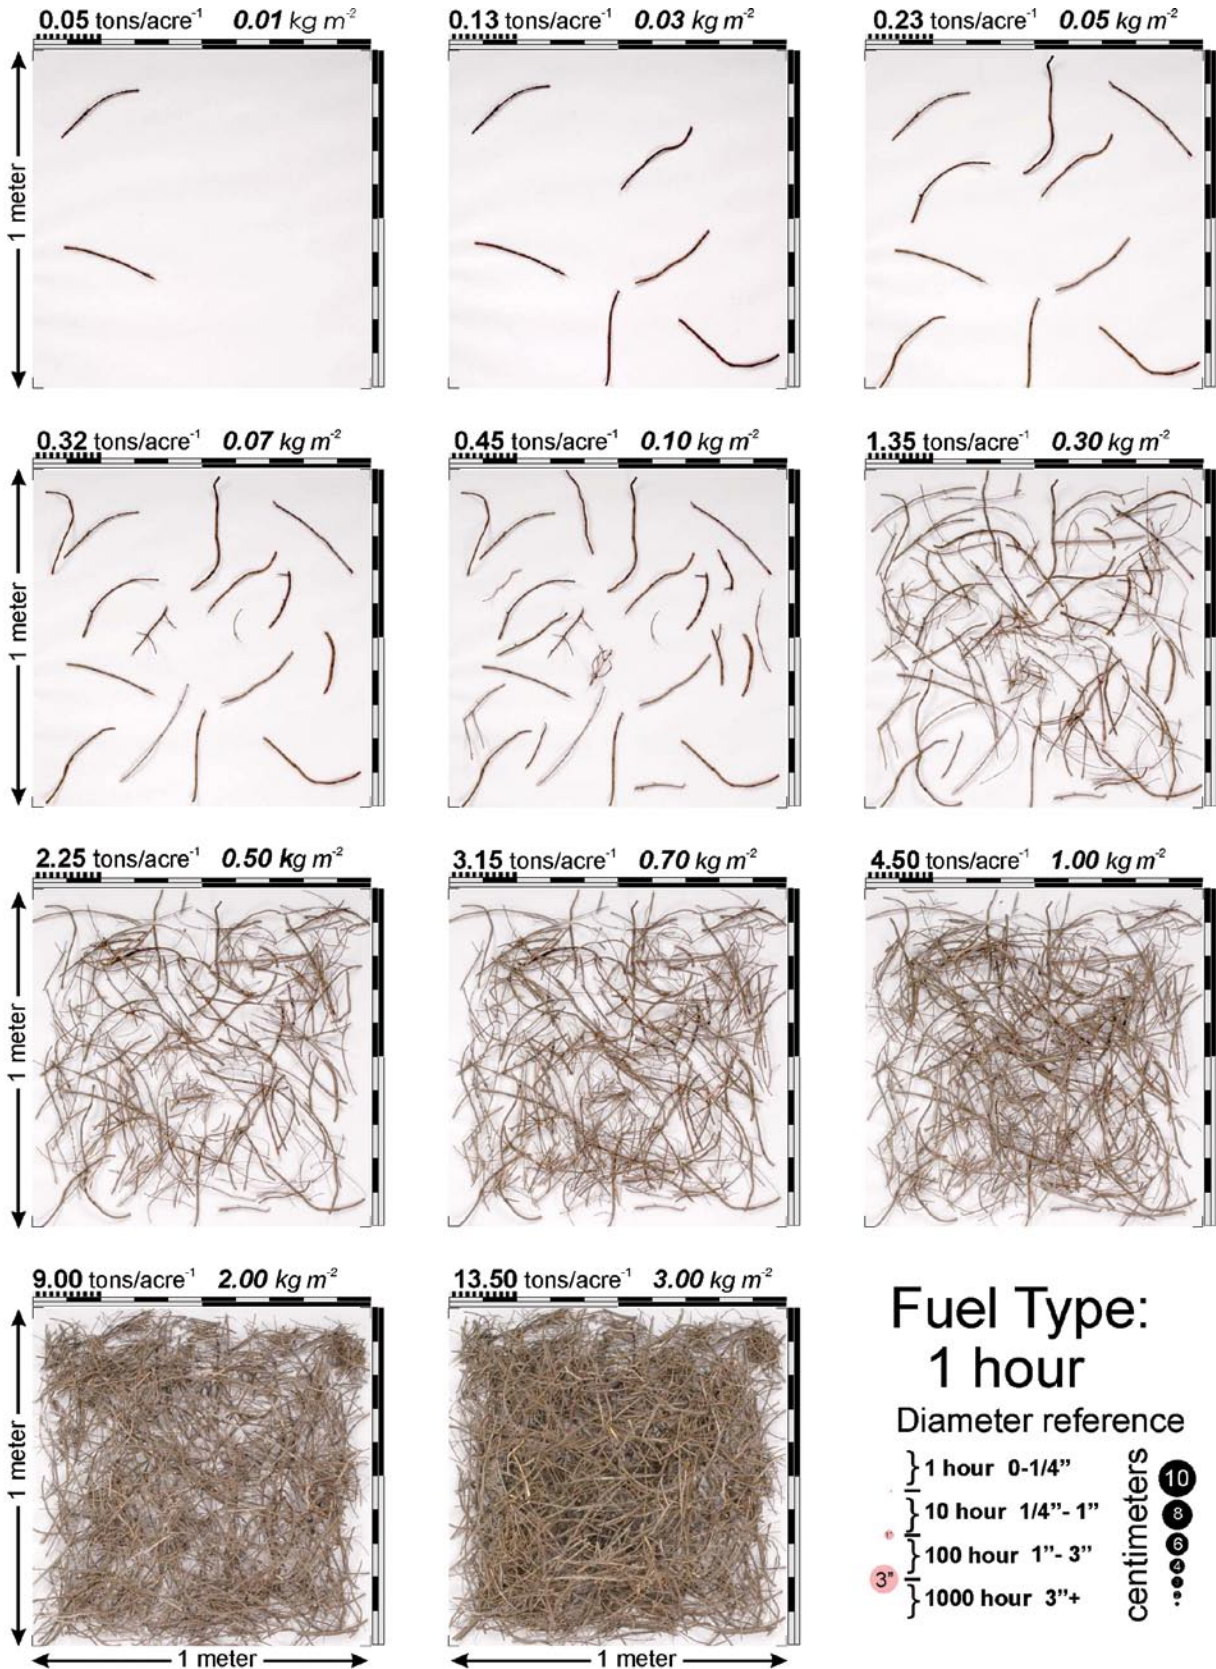 0.05 tons/acre⁻¹ 0.01 kg m⁻²
0.13 tons/acre⁻¹ 0.03 kg m⁻²
0.23 tons/acre⁻¹ 0.05 kg m⁻²
1 meter
0.32 tons/acre⁻¹ 0.07 kg m⁻²
0.45 tons/acre⁻¹ 0.10 kg m⁻²
1.35 tons/acre⁻¹ 0.30 kg m⁻²
1 meter
2.25 tons/acre⁻¹ 0.50 kg m⁻²
3.15 tons/acre⁻¹ 0.70 kg m⁻²
4.50 tons/acre⁻¹ 1.00 kg m⁻²
1 meter
9.00 tons/acre⁻¹ 2.00 kg m⁻²
13.50 tons/acre⁻¹ 3.00 kg m⁻²
1 meter
1 meter
1 meter
Fuel Type:
1 hour
Diameter reference
1 hour 0-1/4”
10 hour 1/4”- 1”
100 hour 1”- 3”
3”
1000 hour 3”+
centimeters
10
8
6
4